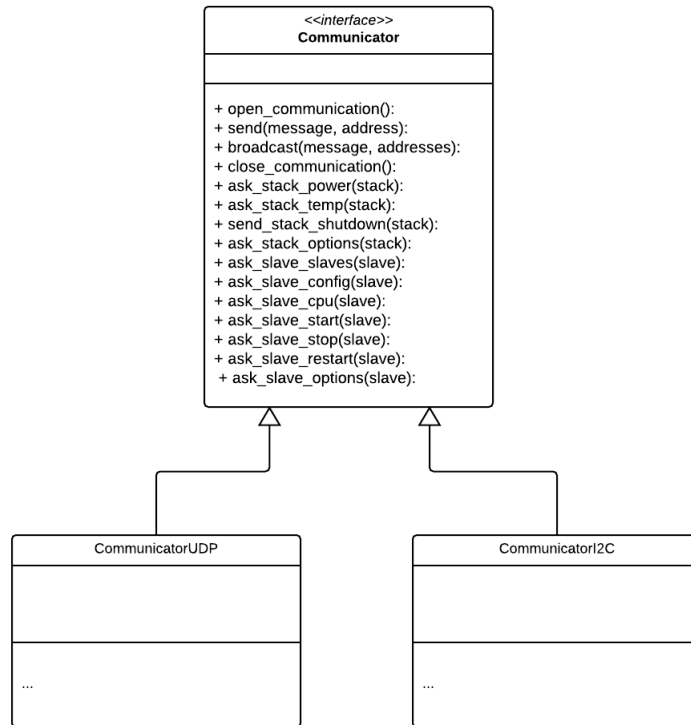 <<interface>>
Communicator
+ open_communication():
+ send(message, address):
+ broadcast(message, addresses):
+ close_communication():
+ ask_stack_power(stack):
+ ask_stack_temp(stack):
+ send_stack_shutdown(stack):
+ ask_stack_options(stack):
+ ask_slave_slaves(slave):
+ ask_slave_config(slave):
+ ask_slave_cpu(slave):
+ ask_slave_start(slave):
+ ask_slave_stop(slave):
+ ask_slave_restart(slave):
+ ask_slave_options(slave):
CommunicatorUDP
...
CommunicatorI2C
...